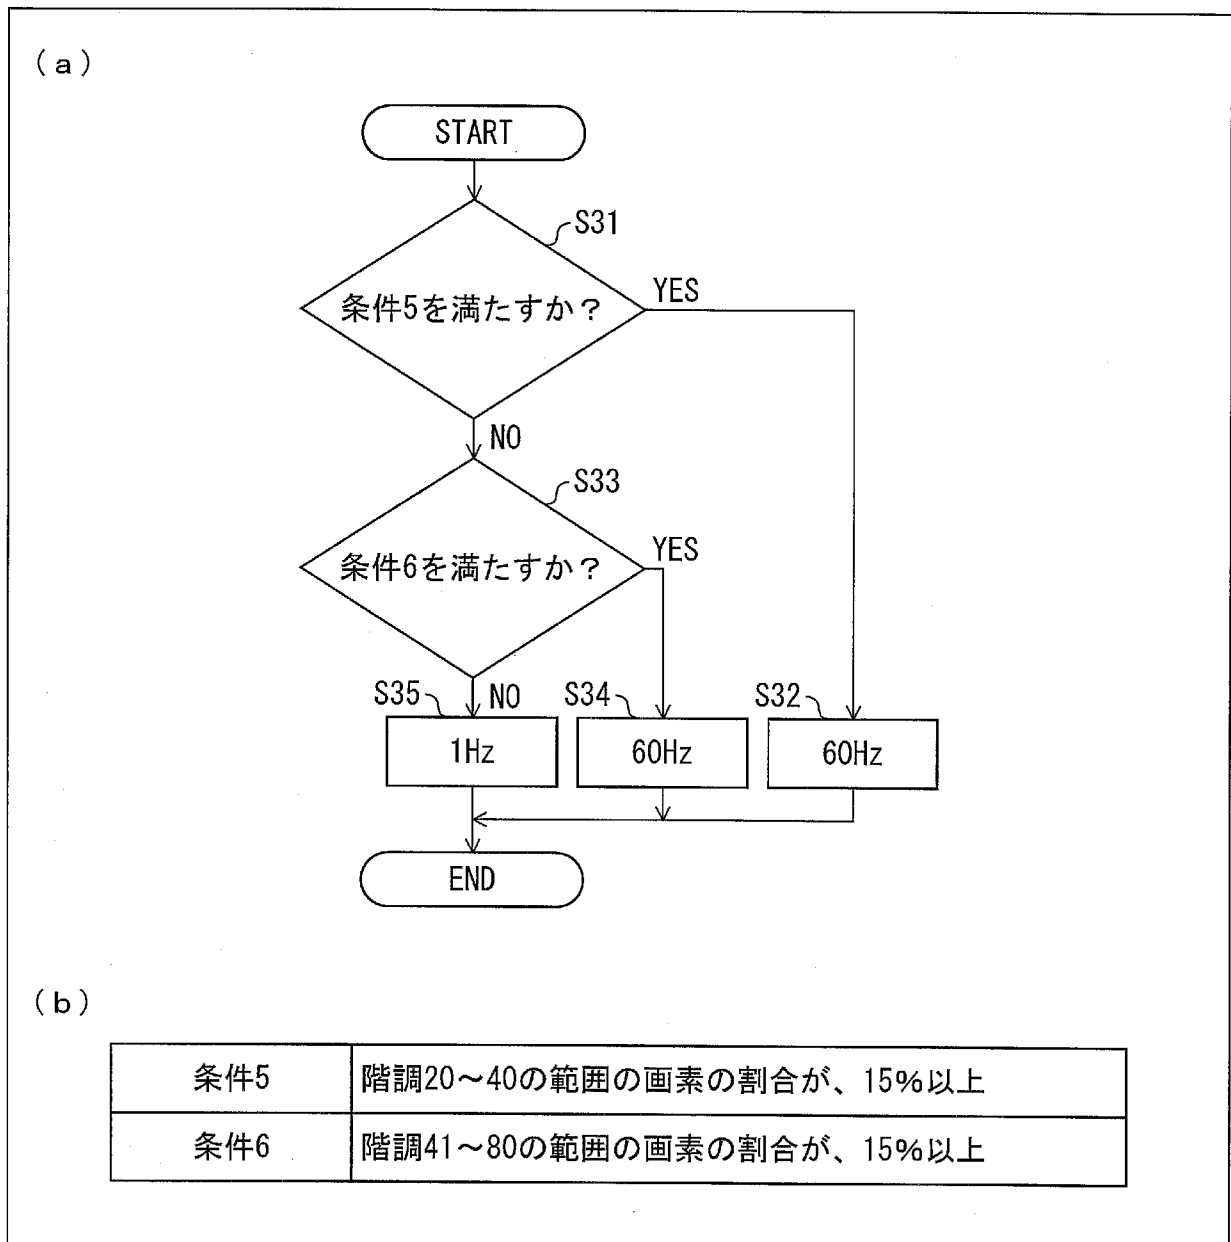 (a)
START
S31
条件5を満たすか？
YES
NO
S33
条件6を満たすか？
YES
S35
NO
S34
S32
1Hz
60Hz
60Hz
END
(b)
条件5
階調20～40の範囲の画素の割合が、15%以上
条件6
階調41～80の範囲の画素の割合が、15%以上